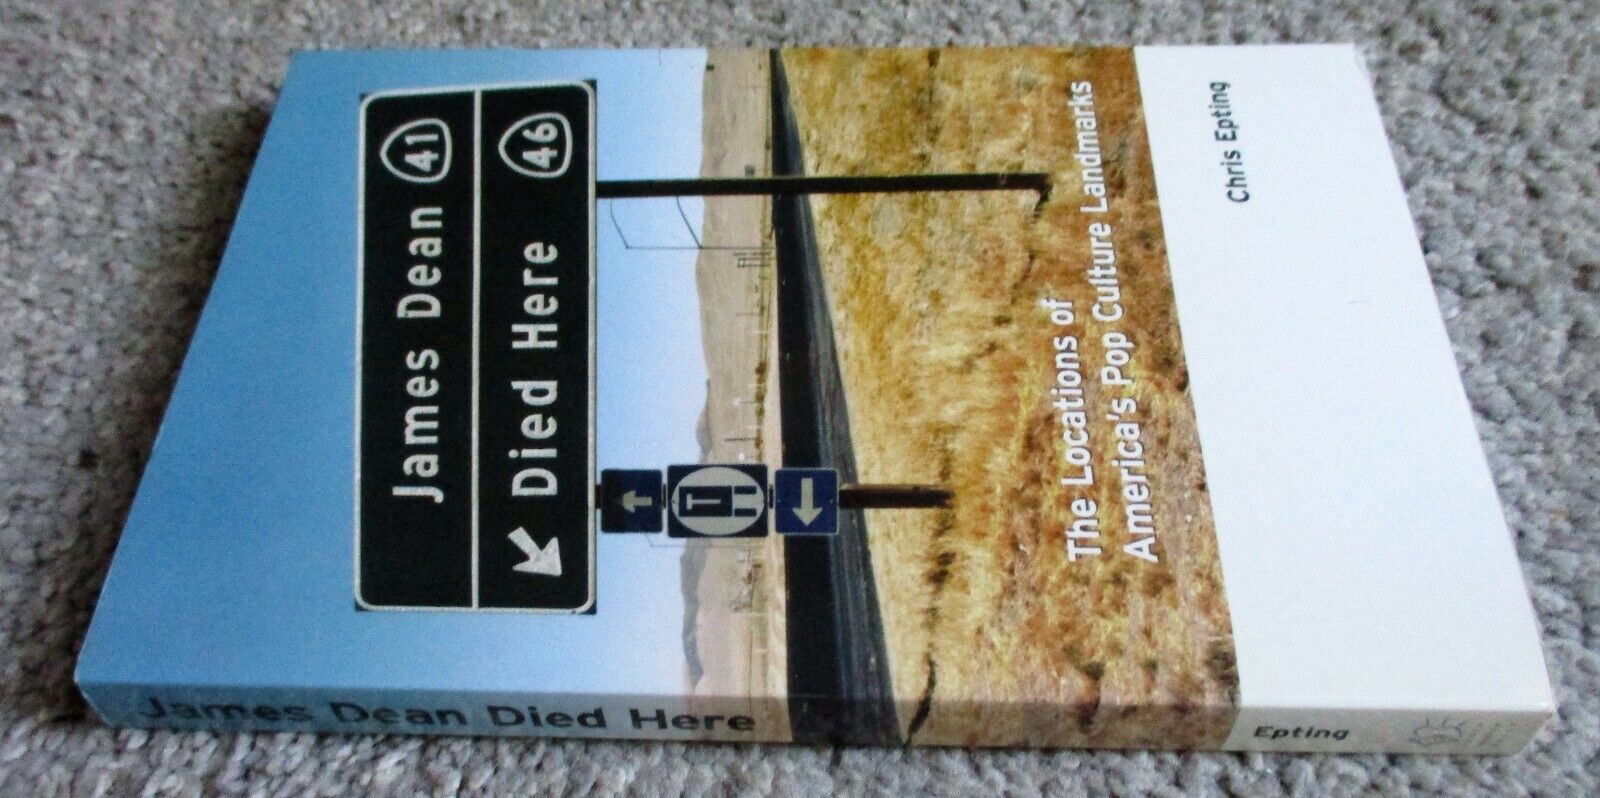 James Dean 41
Died Here 46
The Locations of
America's Pop Culture Landmarks
Chris Epting
James Dean Died Here
Epting